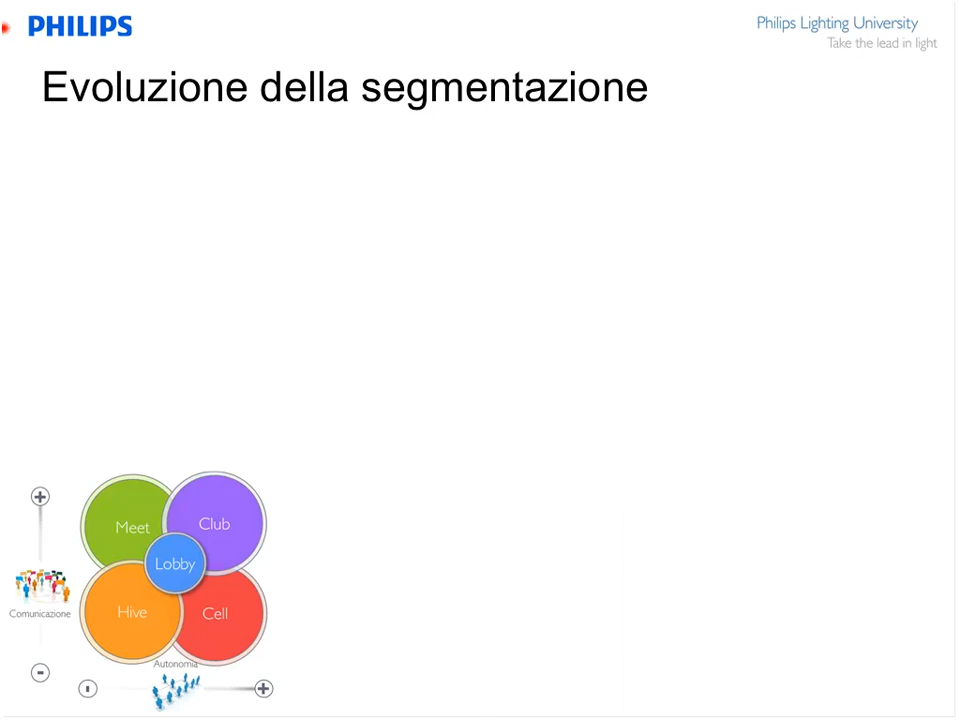 PHILIPS
Philips Lighting University
Take the lead in light
Evoluzione della segmentazione
Meet
Club
Lobby
Hive
Cell
Comunicazione
Autonomia